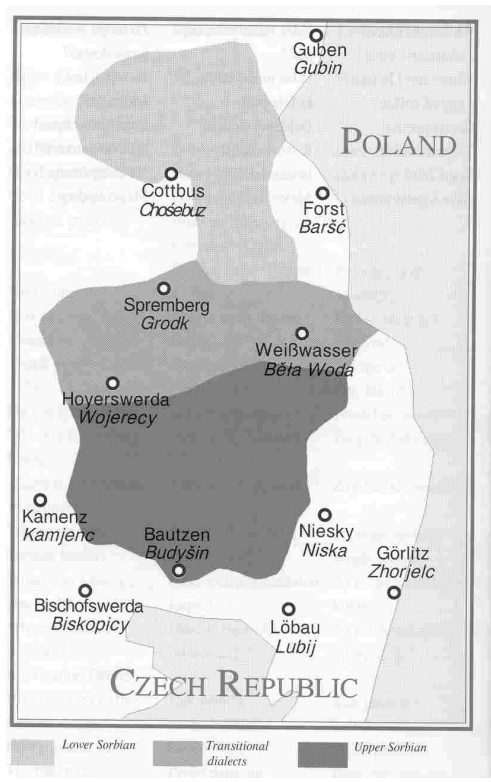 Guben
Gubin
POLAND
Cottbus
Chośebuz
Forst
Baršć
Spremberg
Grodk
Weißwasser
Běła Woda
Hoyerswerda
Wojerecy
Kamenz
Kamjenc
Bautzen
Budyšin
Niesky
Niska
Görlitz
Zhorjelc
Bischofswerda
Biskopicy
Löbau
Lubij
CZECH REPUBLIC
Lower Sorbian
Transitional
dialects
Upper Sorbian